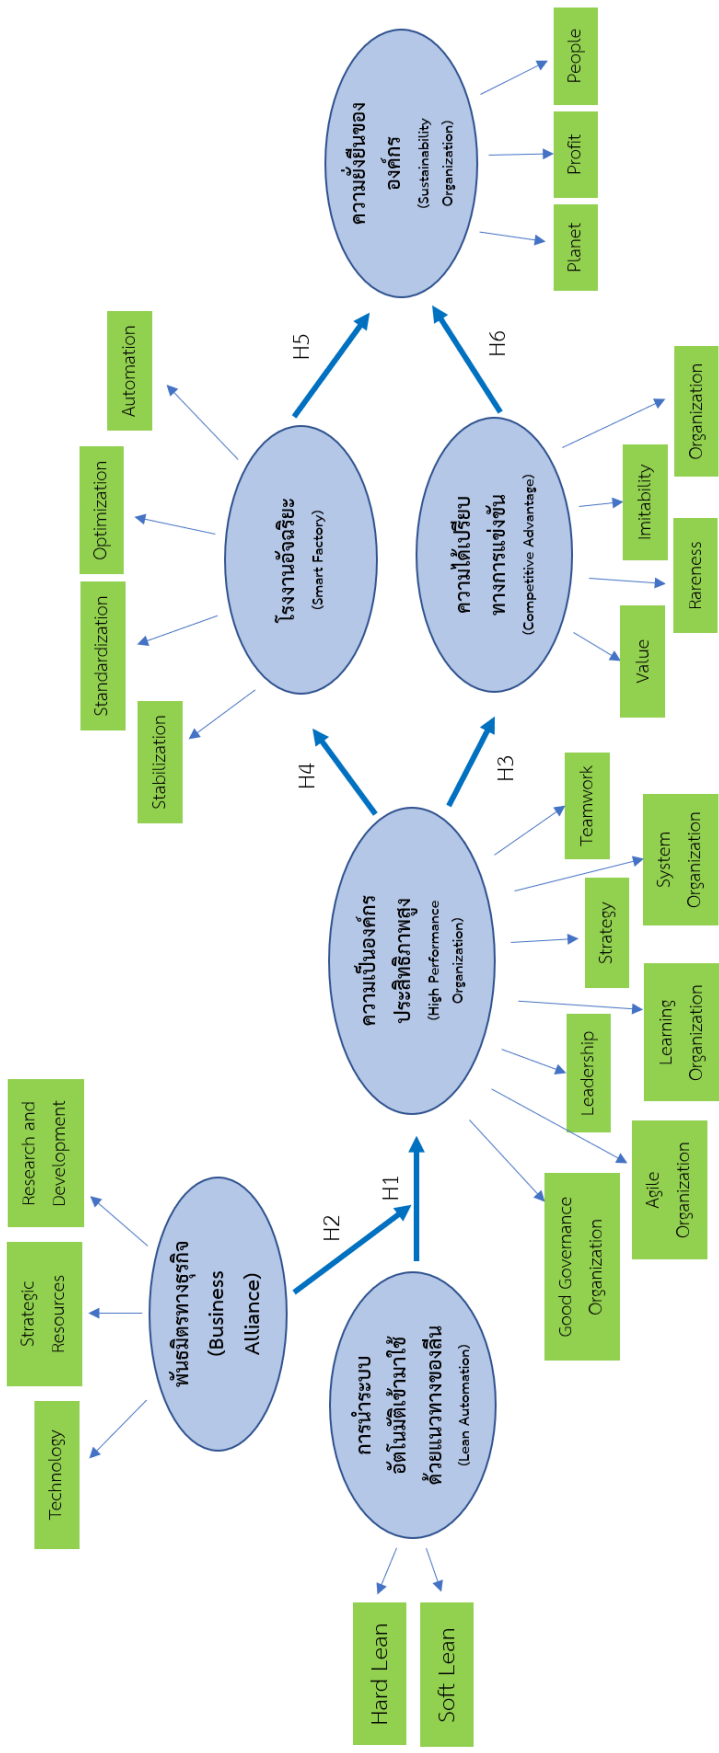 Technology
Strategic
Resources
Research and
Development
พันธมิตรทางธุรกิจ
(Business
Alliance)
H2
Hard Lean
Soft Lean
การนำระบบ
อัตโนมัติเข้ามาใช้
ด้วยแนวทางของลีน
(Lean Automation)
H1
ความเป็นองค์กร
ประสิทธิภาพสูง
(High Performance
Organization)
Good Governance
Organization
Agile
Organization
Leadership
Learning
Organization
Strategy
System
Organization
Teamwork
H4
H3
Stabilization
Standardization
Optimization
Automation
โรงงานอัจฉริยะ
(Smart Factory)
ความได้เปรียบ
ทางการแข่งขัน
(Competitive Advantage)
Value
Rareness
Imitability
Organization
H5
H6
ความยั่งยืนของ
องค์กร
(Sustainability
Organization)
Planet
Profit
People